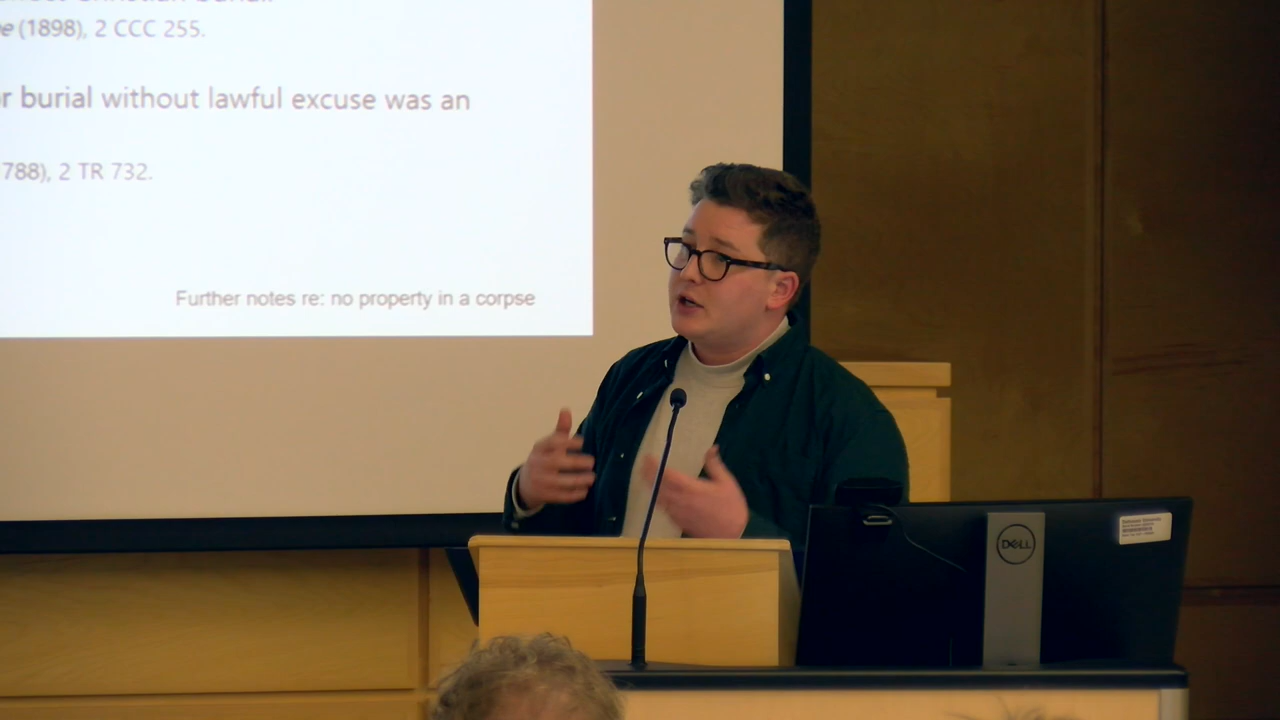 (1898), 2 CCC 255.
burial without lawful excuse was an
788), 2 TR 732.
Further notes re: no property in a corpse
DELL